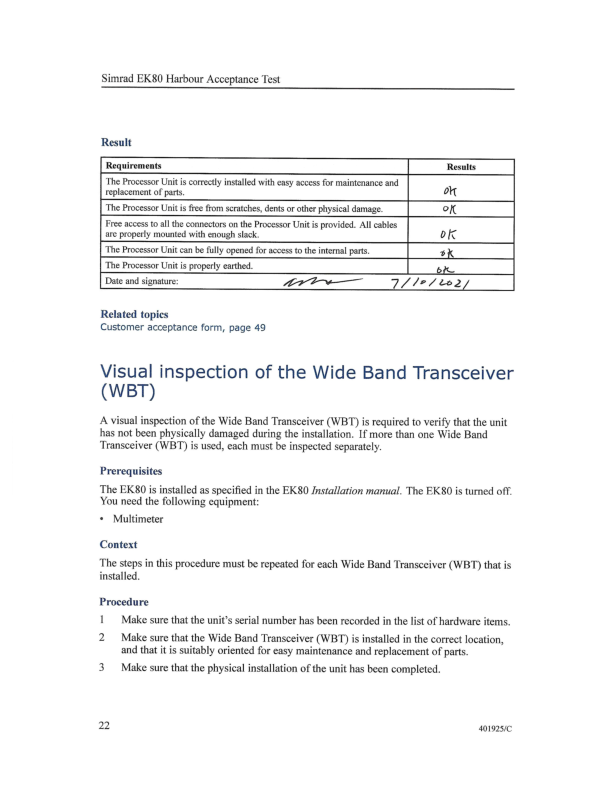 Simrad EK80 Harbour Acceptance Test
Result
Requirements Results
The Processor Unit is correctly installed with easy access for maintenance and
replacement of parts. OK
The Processor Unit is free from scratches, dents or other physical damage. OK
Free access to all the connectors on the Processor Unit is provided. All cables
are properly mounted with enough slack. OK
The Processor Unit can be fully opened for access to the internal parts. OK
The Processor Unit is properly earthed. OK
Date and signature: 7/10/2021
Related topics
Customer acceptance form, page 49
Visual inspection of the Wide Band Transceiver
(WBT)
A visual inspection of the Wide Band Transceiver (WBT) is required to verify that the unit
has not been physically damaged during the installation. If more than one Wide Band
Transceiver (WBT) is used, each must be inspected separately.
Prerequisites
The EK80 is installed as specified in the EK80 Installation manual. The EK80 is turned off.
You need the following equipment:
• Multimeter
Context
The steps in this procedure must be repeated for each Wide Band Transceiver (WBT) that is
installed.
Procedure
1 Make sure that the unit's serial number has been recorded in the list of hardware items.
2 Make sure that the Wide Band Transceiver (WBT) is installed in the correct location,
and that it is suitably oriented for easy maintenance and replacement of parts.
3 Make sure that the physical installation of the unit has been completed.
22 401925/C